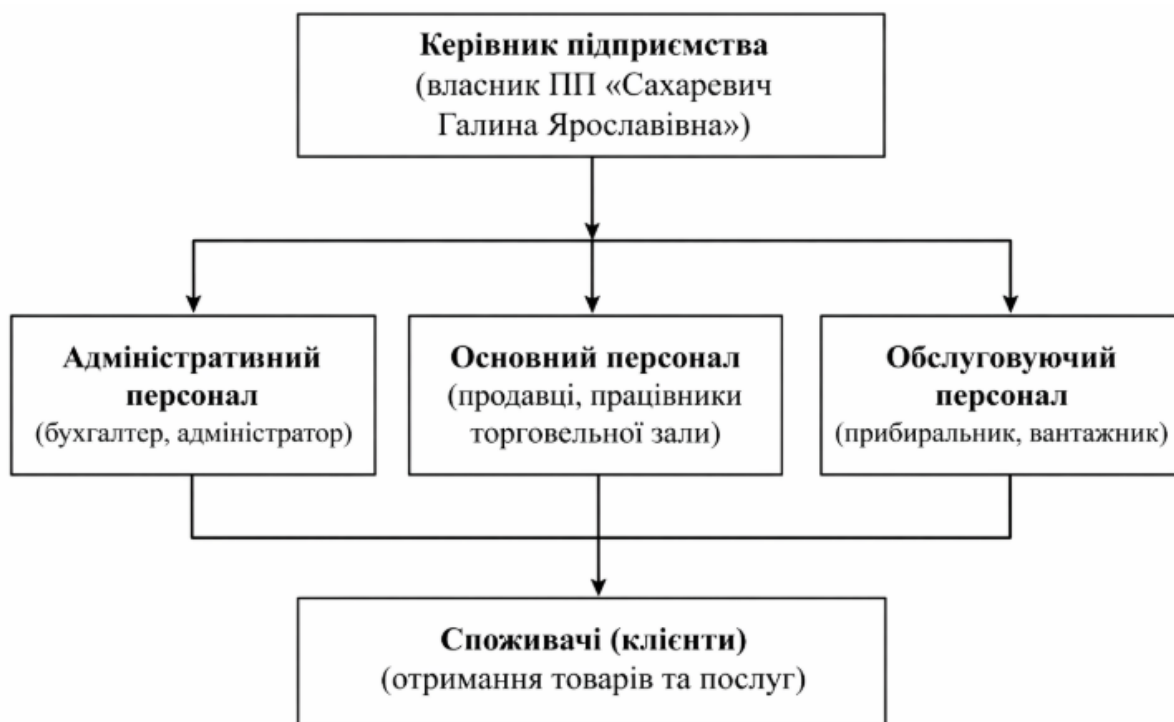 Керівник підприємства
(власник ПП «Сахаревич
Галина Ярославівна»)
Адміністративний
персонал
(бухгалтер, адміністратор)
Основний персонал
(продавці, працівники
торговельної зали)
Обслуговуючий
персонал
(прибиральник, вантажник)
Споживачі (клієнти)
(отримання товарів та послуг)